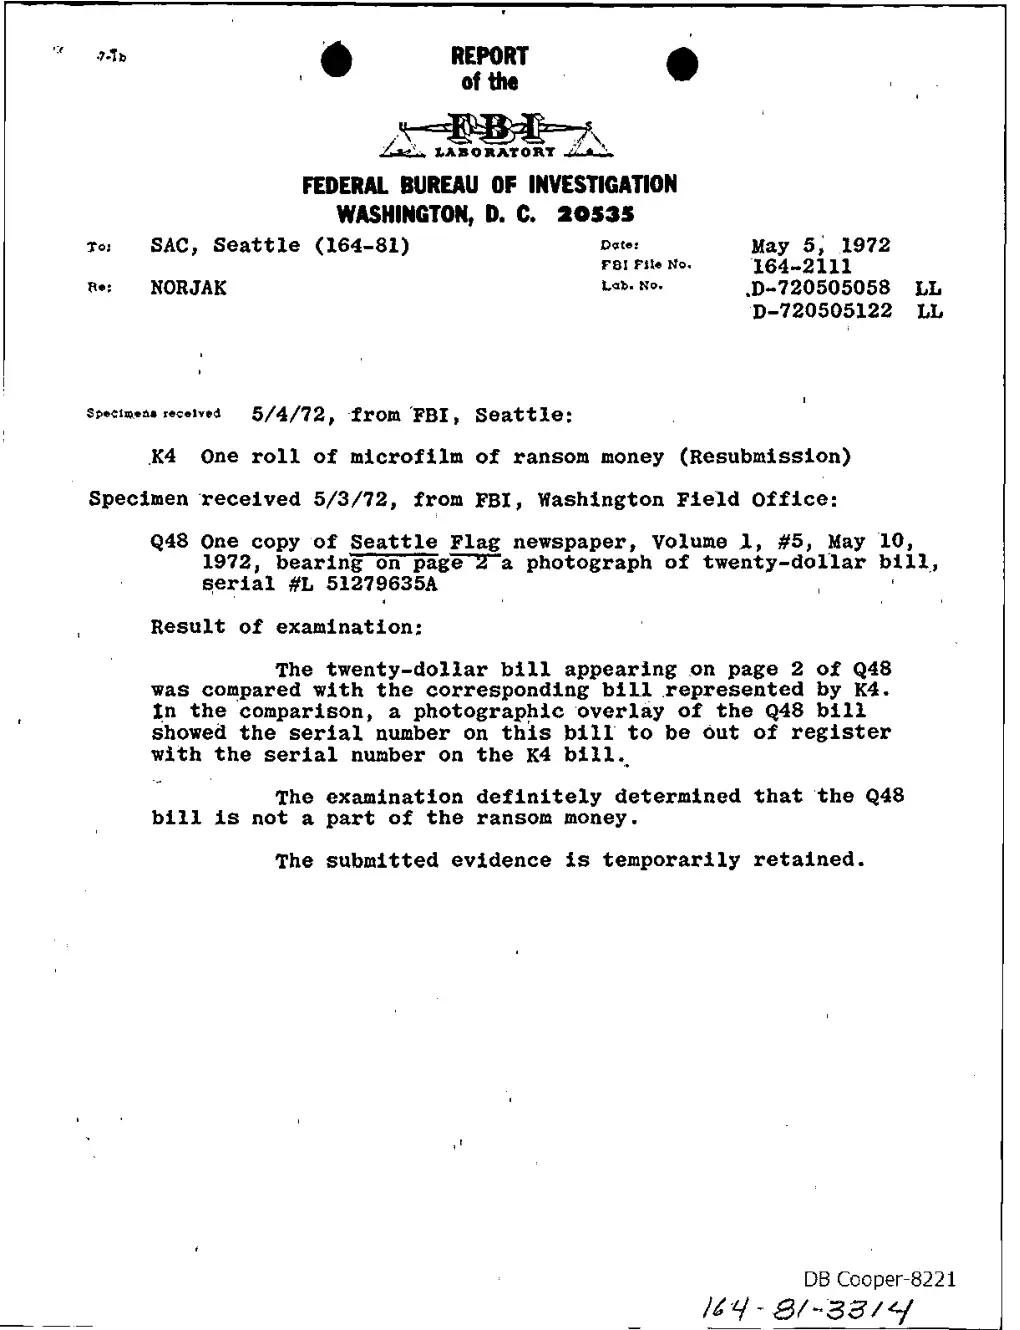 7-1b
REPORT
of the
U S
FBI
LABORATORY
FEDERAL BUREAU OF INVESTIGATION
WASHINGTON, D. C. 20535
To: SAC, Seattle (164-81) Date: May 5, 1972
FBI File No. 164-2111
Re: NORJAK Lab. No. D-720505058 LL
D-720505122 LL
Specimens received 5/4/72, from FBI, Seattle:
K4 One roll of microfilm of ransom money (Resubmission)
Specimen received 5/3/72, from FBI, Washington Field Office:
Q48 One copy of Seattle Flag newspaper, Volume 1, #5, May 10,
1972, bearing on page 2 a photograph of twenty-dollar bill,
serial #L 51279635A
Result of examination:
The twenty-dollar bill appearing on page 2 of Q48
was compared with the corresponding bill represented by K4.
In the comparison, a photographic overlay of the Q48 bill
showed the serial number on this bill to be out of register
with the serial number on the K4 bill.
The examination definitely determined that the Q48
bill is not a part of the ransom money.
The submitted evidence is temporarily retained.
DB Cooper-8221
164-81-3314